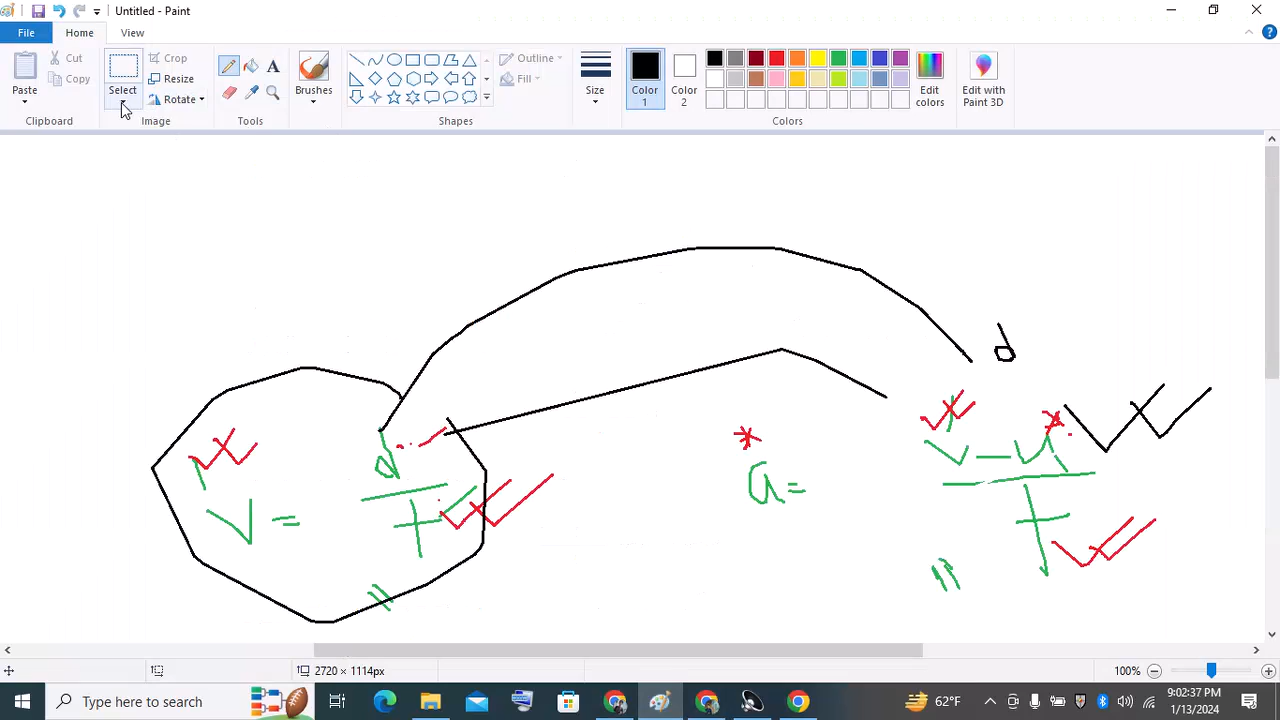 Untitled - Paint
File Home View
Paste
Cut
Copy
Clipboard
Select
Crop
Resize
Rotate
Image
Tools
Brushes
Outline
Fill
Shapes
Size
Color 1
Color 2
Edit colors
Colors
Edit with Paint 3D
d
V = d
T
a = V - u
T
2720 × 1114px
100%
Type here to search
62°F
9:02:37 PM
1/13/2024